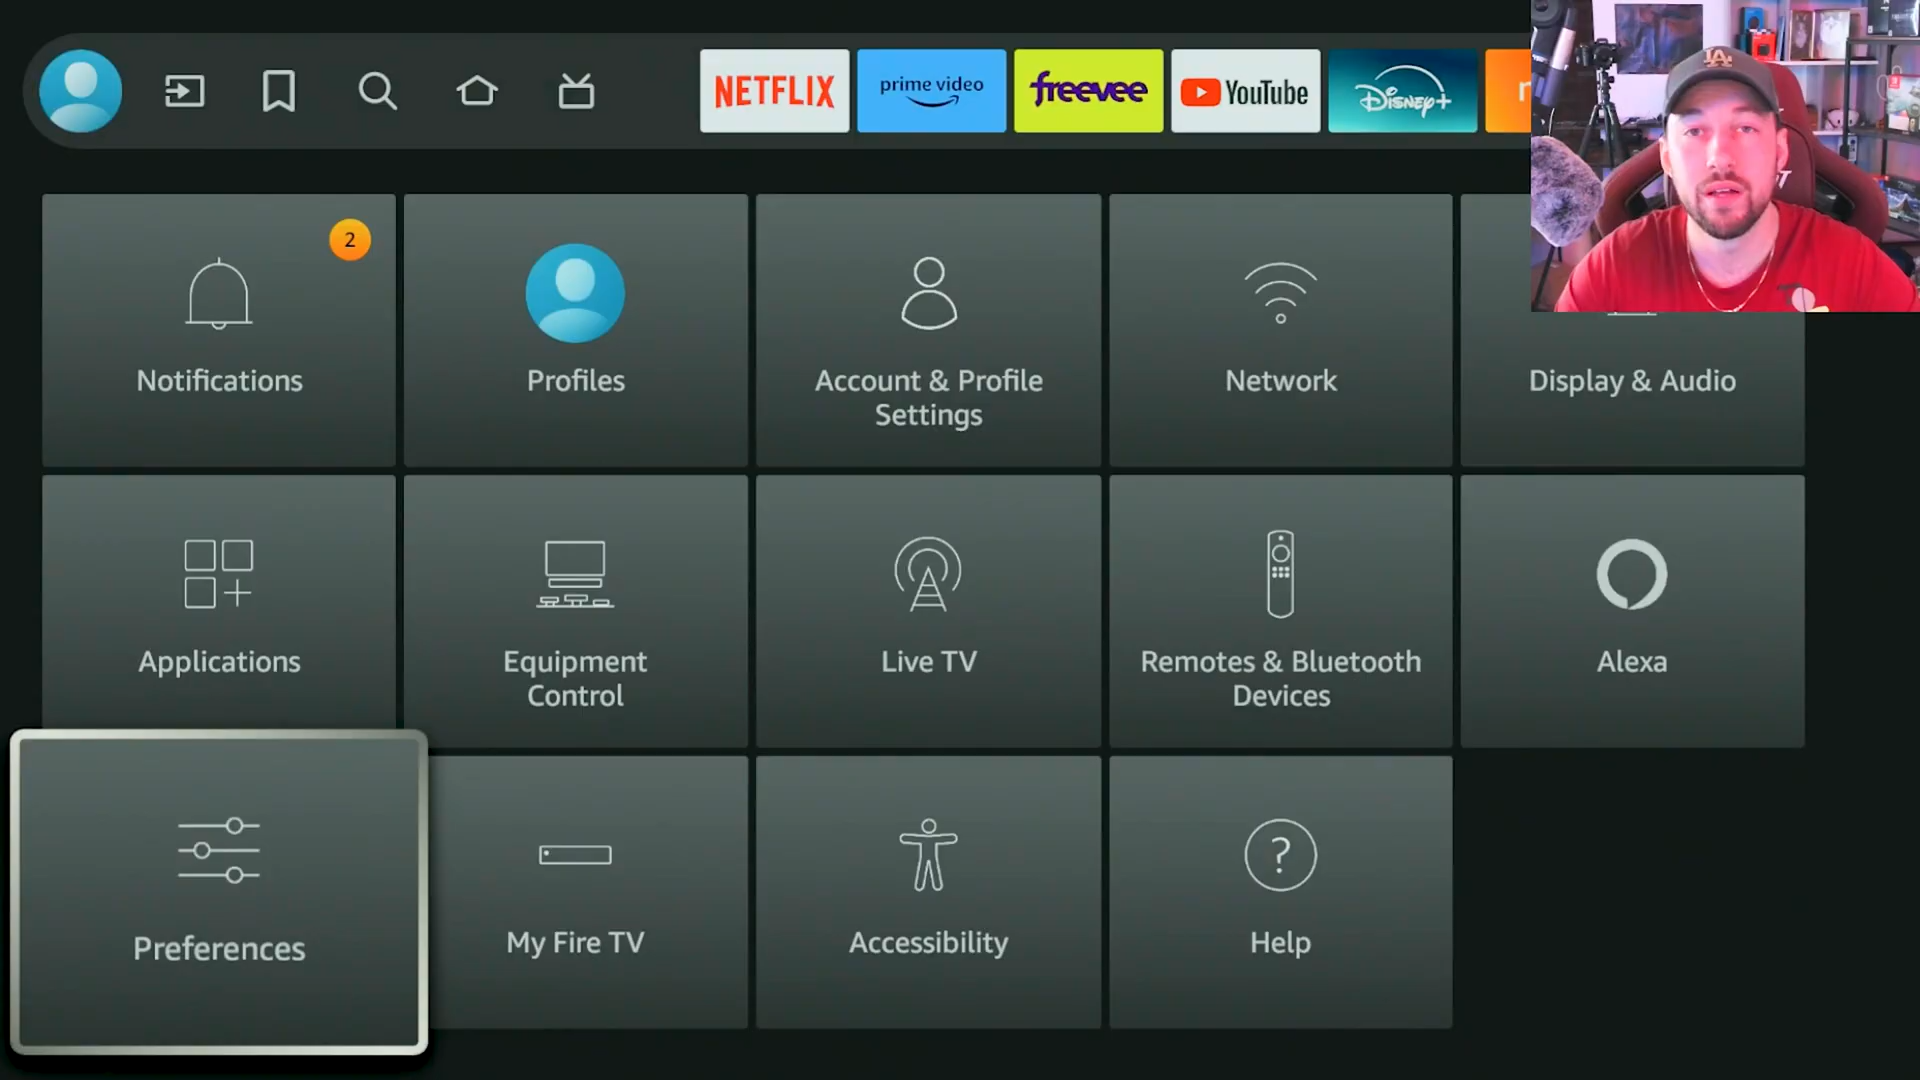 NETFLIX
prime video
freevee
YouTube
Disney+
LA
2
Notifications
Profiles
Account & Profile
Settings
Network
Display & Audio
Applications
Equipment
Control
Live TV
Remotes & Bluetooth
Devices
Alexa
Preferences
My Fire TV
Accessibility
?
Help